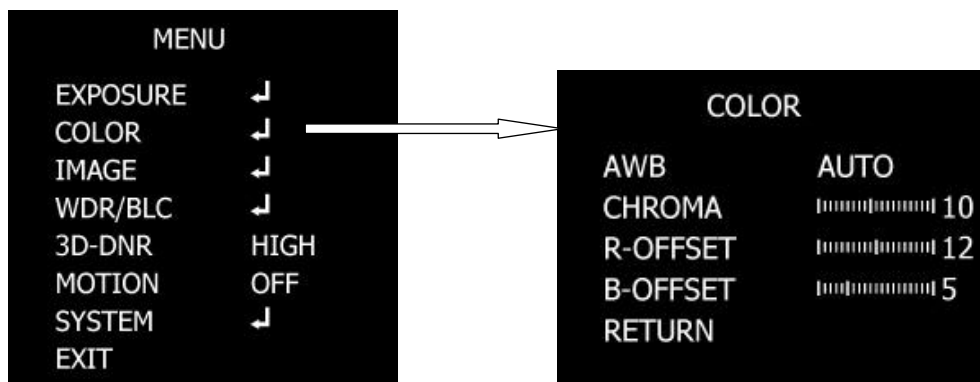 MENU
EXPOSURE ↲
COLOR ↲
IMAGE ↲
WDR/BLC ↲
3D-DNR HIGH
MOTION OFF
SYSTEM ↲
EXIT
COLOR
AWB AUTO
CHROMA 10
R-OFFSET 12
B-OFFSET 5
RETURN